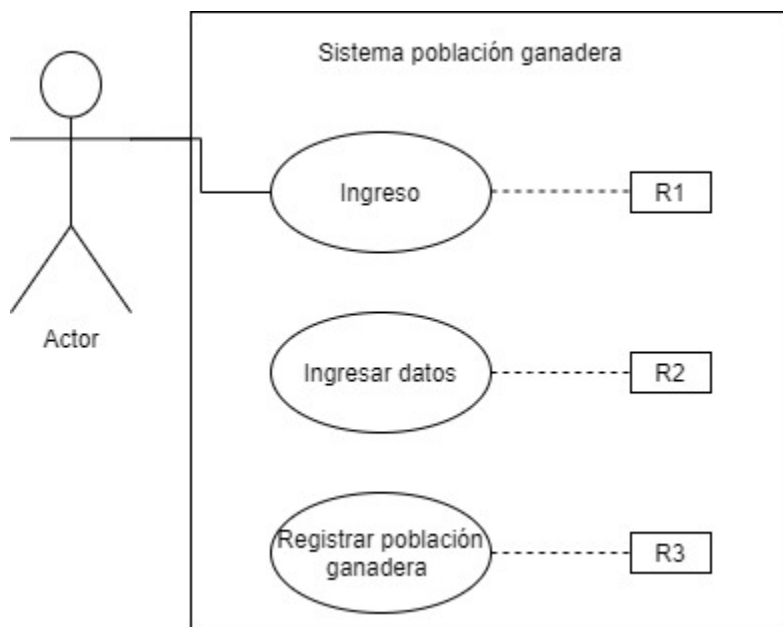 Sistema población ganadera
Ingreso
R1
Actor
Ingresar datos
R2
Registrar población
ganadera
R3